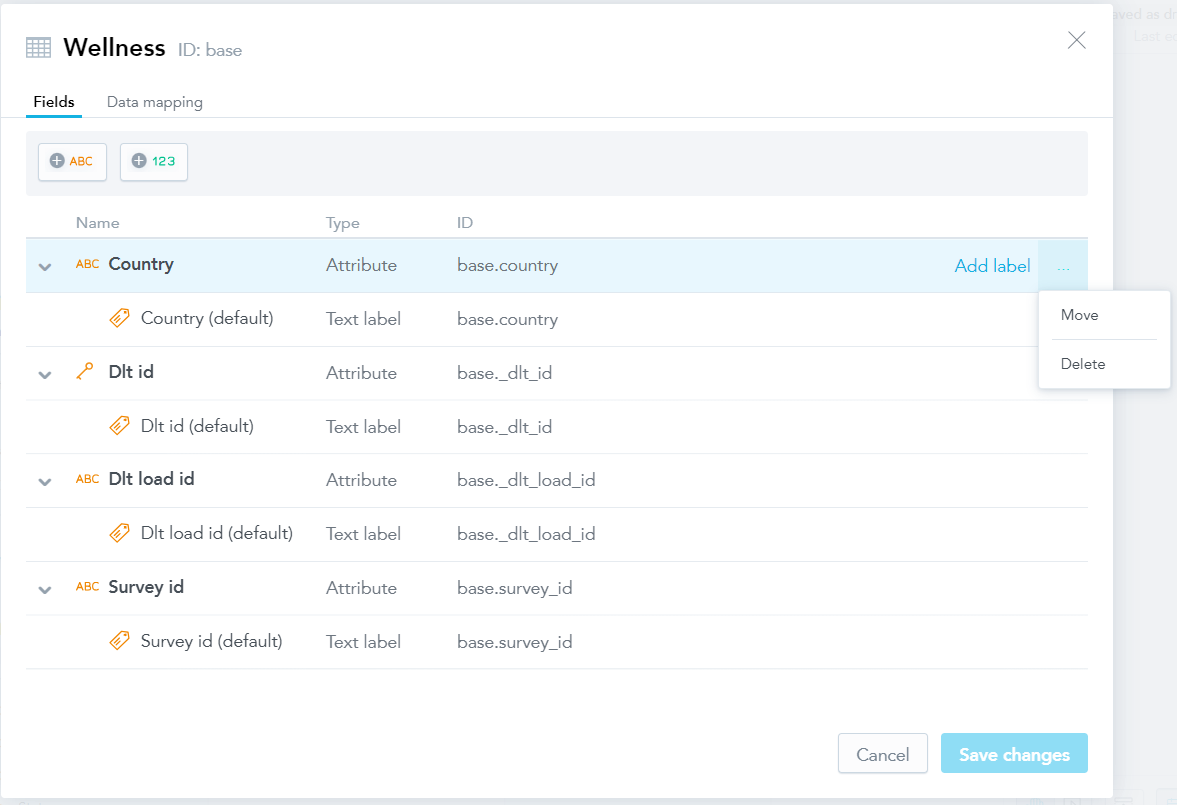 Wellness ID: base
Fields Data mapping
ABC 123
Name Type ID
ABC Country Attribute base.country Add label ...
Country (default) Text label base.country
Move
Dlt id Attribute base._dlt_id
Delete
Dlt id (default) Text label base._dlt_id
ABC Dlt load id Attribute base._dlt_load_id
Dlt load id (default) Text label base._dlt_load_id
ABC Survey id Attribute base.survey_id
Survey id (default) Text label base.survey_id
Cancel Save changes